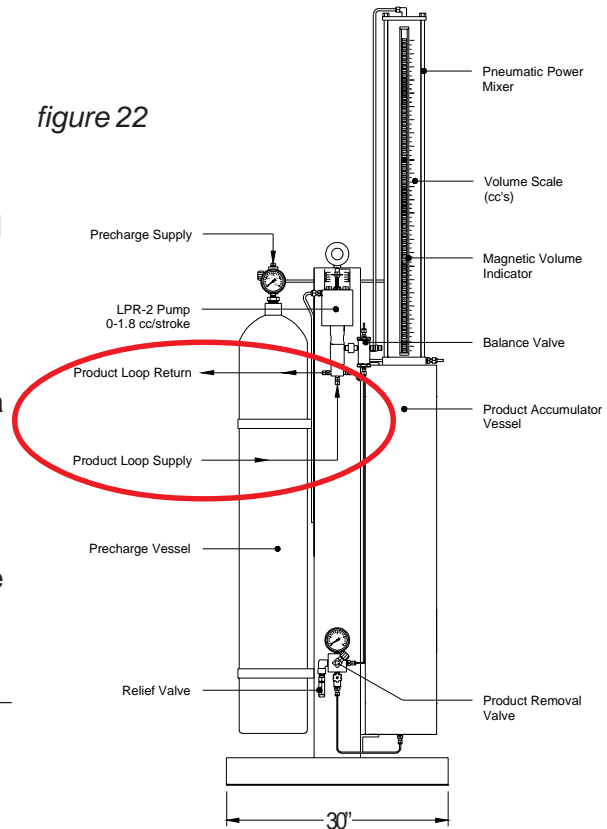 figure 22
Pneumatic Power
Mixer
Volume Scale
(cc's)
Precharge Supply
Magnetic Volume
Indicator
LPR-2 Pump
0-1.8 cc/stroke
Balance Valve
Product Loop Return
Product Accumulator
Vessel
Product Loop Supply
Precharge Vessel
Relief Valve
Product Removal
Valve
30"